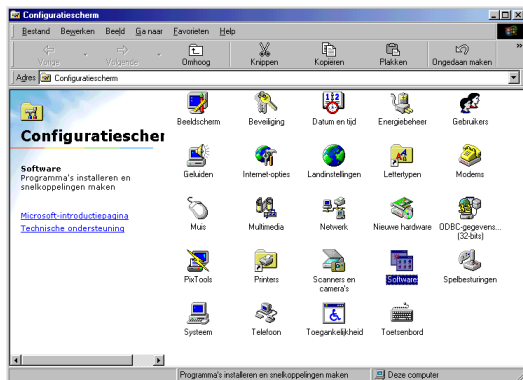 Configuratiescherm
Bestand Bewerken Beeld Ga naar Favorieten Help
Vorige Volgende Omhoog Knippen Kopiëren Plakken Ongedaan maken »
Adres Configuratiescherm
Configuratiescher
Software
Programma's installeren en
snelkoppelingen maken
Microsoft-introductiepagina
Technische ondersteuning
Beeldscherm Beveiliging Datum en tijd Energiebeheer Gebruikers
Geluiden Internet-opties Landinstellingen Lettertypen Modems
Muis Multimedia Netwerk Nieuwe hardware ODBC-gegevens...
(32-bits)
PixTools Printers Scanners en
camera's
Software Spelbesturingen
Systeem Telefoon Toegankelijkheid Toetsenbord
Programma's installeren en snelkoppelingen maken Deze computer